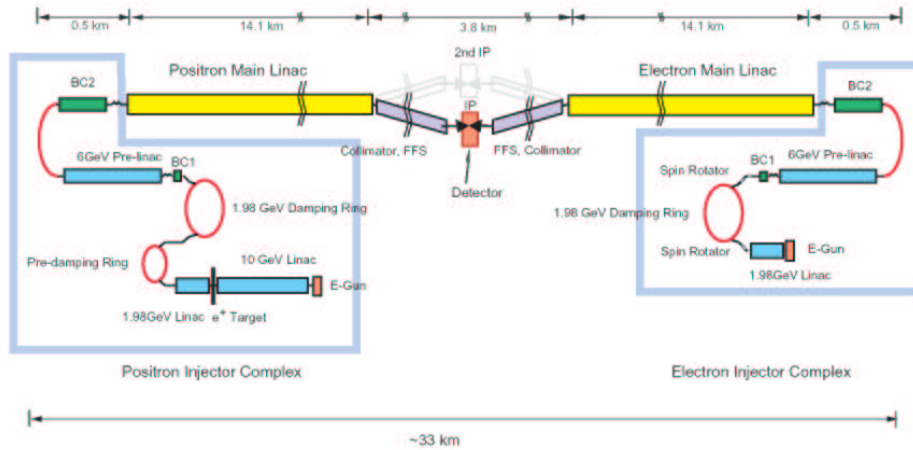 0.5 km 14.1 km 3.8 km 14.1 km 0.5 km
2nd IP
Positron Main Linac Electron Main Linac
BC2 BC2
IP
Collimator, FFS FFS, Collimator
6GeV Pre-linac BC1 Spin Rotator BC1 6GeV Pre-linac
Detector
1.98 GeV Damping Ring 1.98 GeV Damping Ring
Pre-damping Ring 10 GeV Linac Spin Rotator E-Gun
E-Gun
1.98GeV Linac
1.98GeV Linac e+ Target
Positron Injector Complex Electron Injector Complex
~33 km